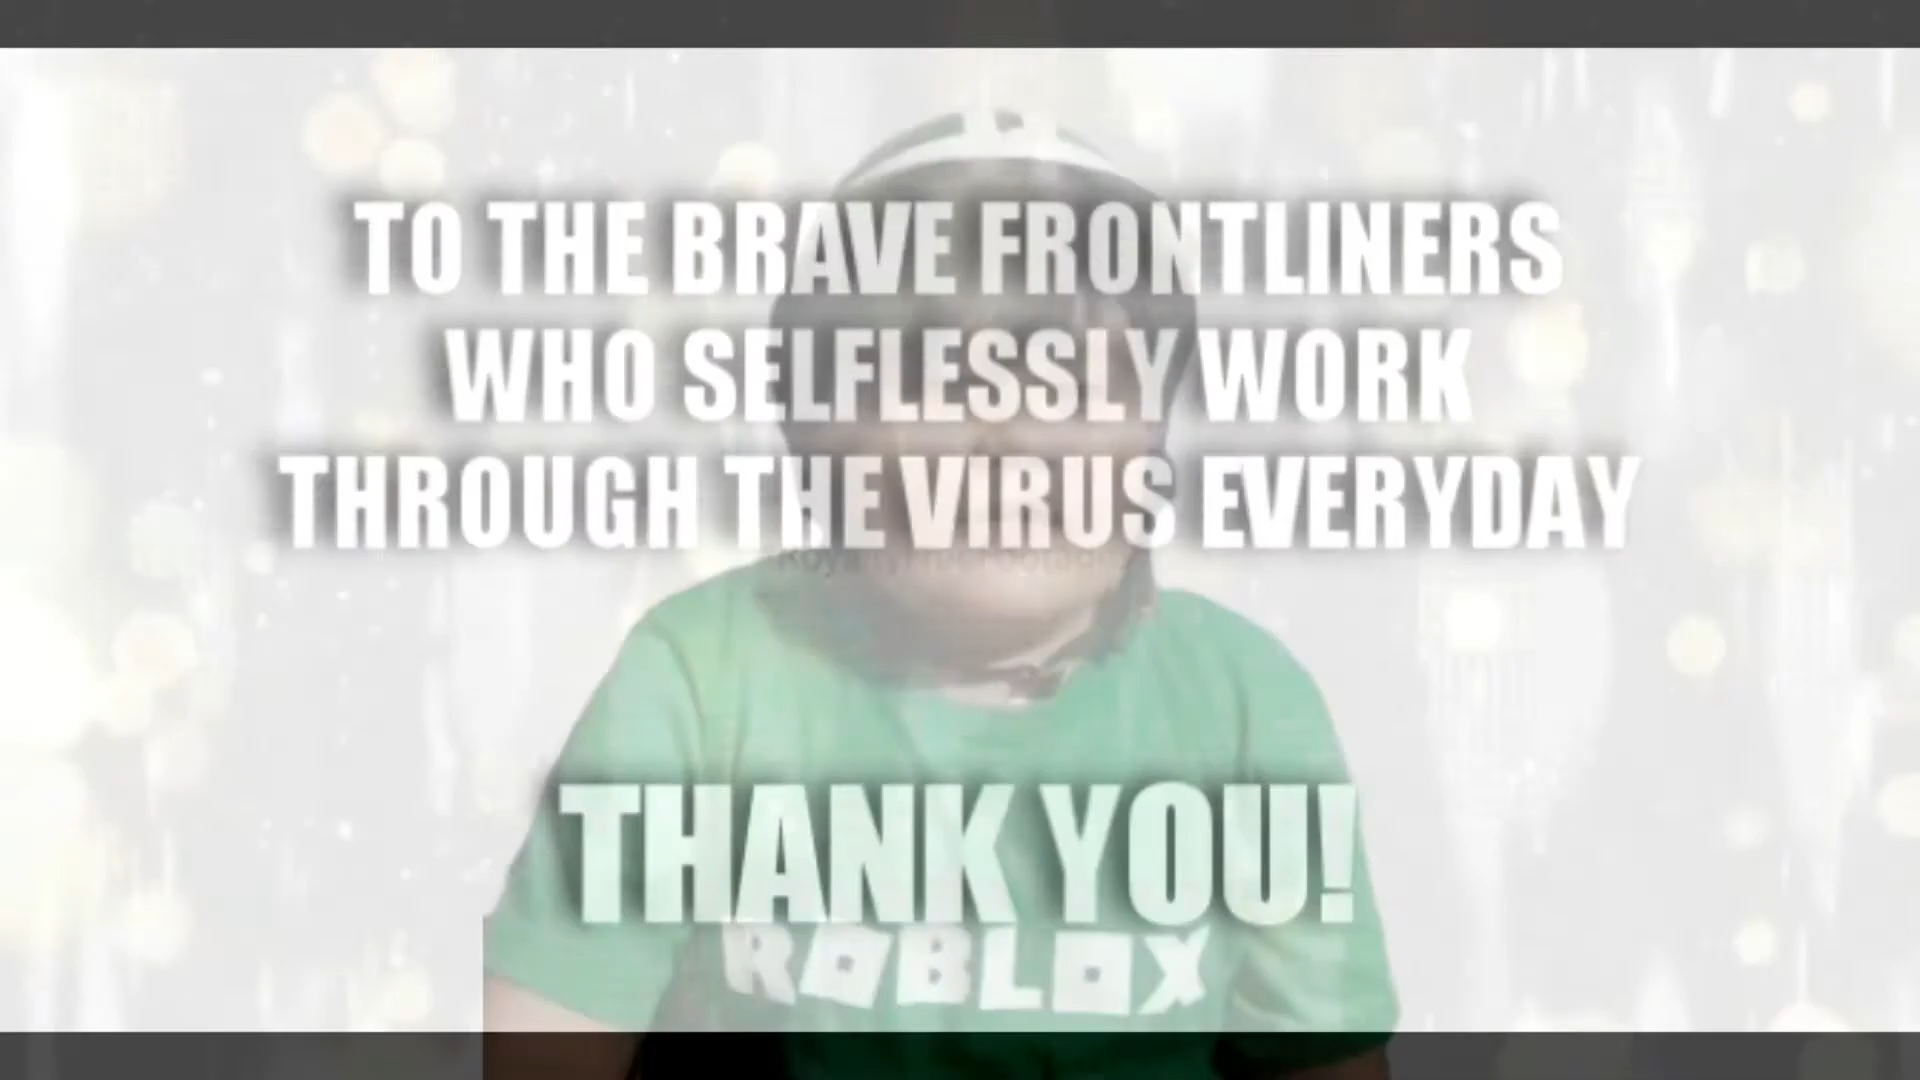 TO THE BRAVE FRONTLINERS
WHO SELFLESSLY WORK
THROUGH THE VIRUS EVERYDAY
THANK YOU!
ROBLOX